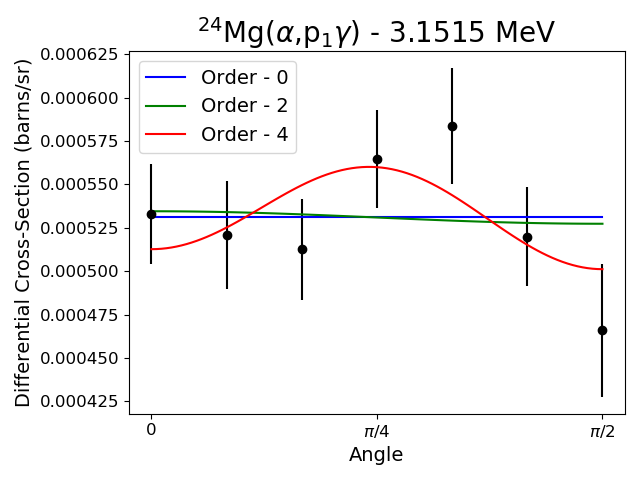 ²⁴Mg(α,p₁γ) - 3.1515 MeV
Differential Cross-Section (barns/sr)
0.000625
0.000600
0.000575
0.000550
0.000525
0.000500
0.000475
0.000450
0.000425
Order - 0
Order - 2
Order - 4
0
π/4
π/2
Angle